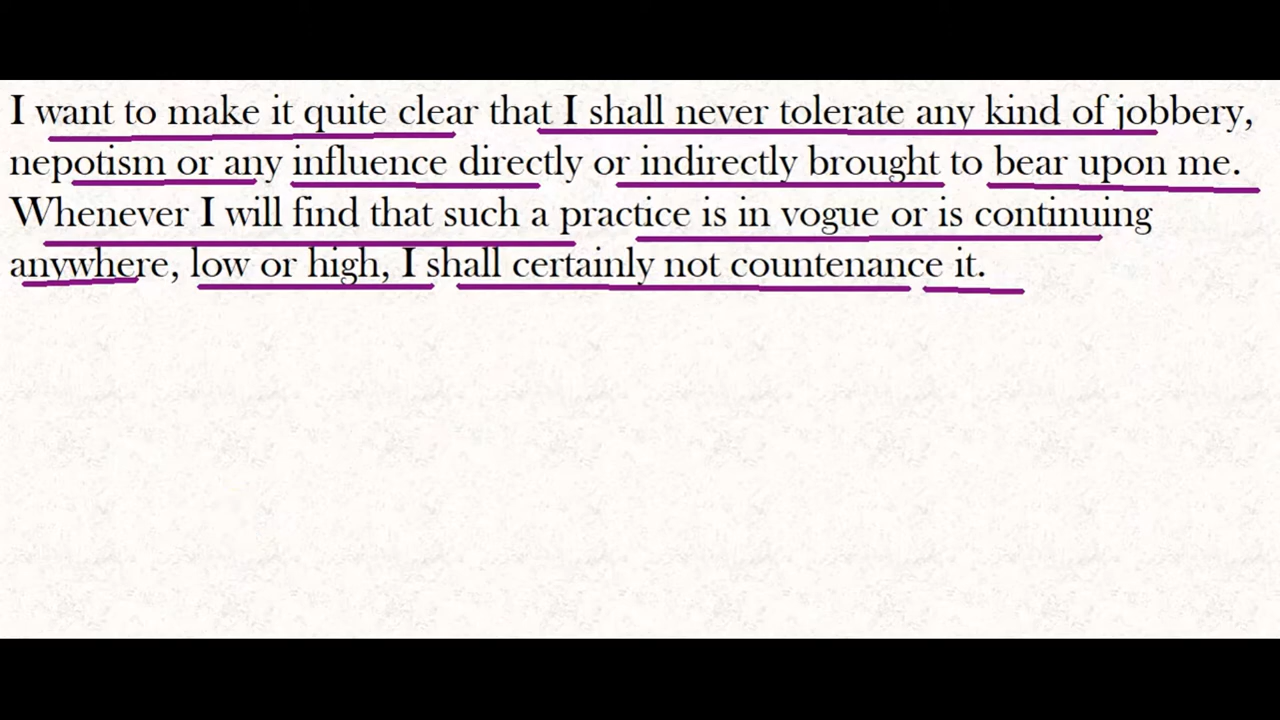 I want to make it quite clear that I shall never tolerate any kind of jobbery,
nepotism or any influence directly or indirectly brought to bear upon me.
Whenever I will find that such a practice is in vogue or is continuing
anywhere, low or high, I shall certainly not countenance it.